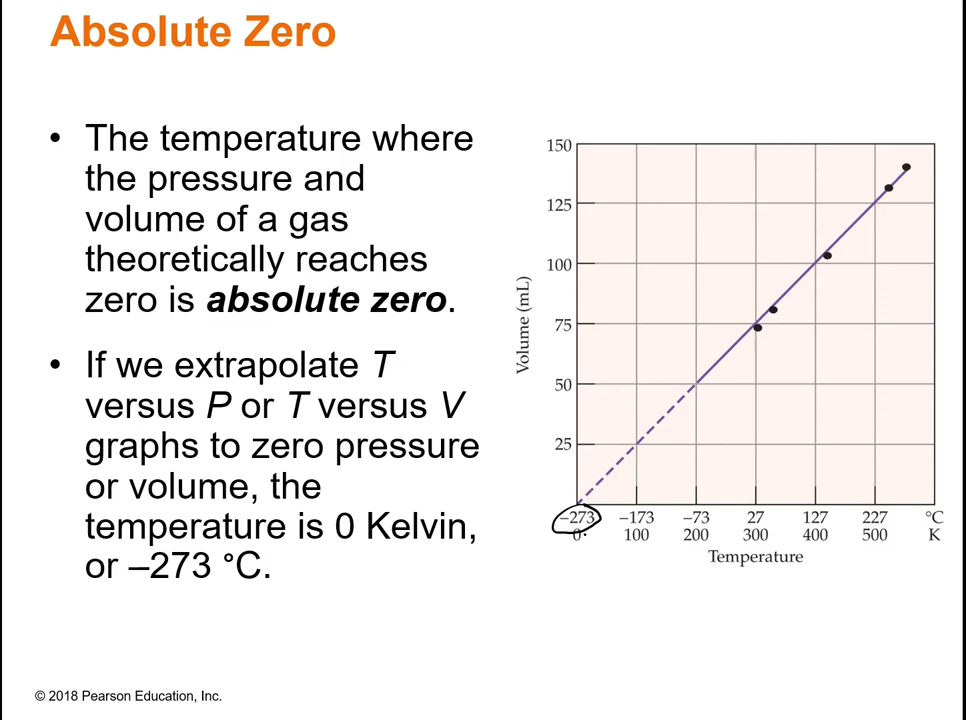 Absolute Zero
• The temperature where
the pressure and
volume of a gas
theoretically reaches
zero is absolute zero.
• If we extrapolate T
versus P or T versus V
graphs to zero pressure
or volume, the
temperature is 0 Kelvin,
or –273 °C.
150
125
100
75
50
25
Volume (mL)
–273 –173 –73 27 127 227 °C
0 100 200 300 400 500 K
Temperature
© 2018 Pearson Education, Inc.